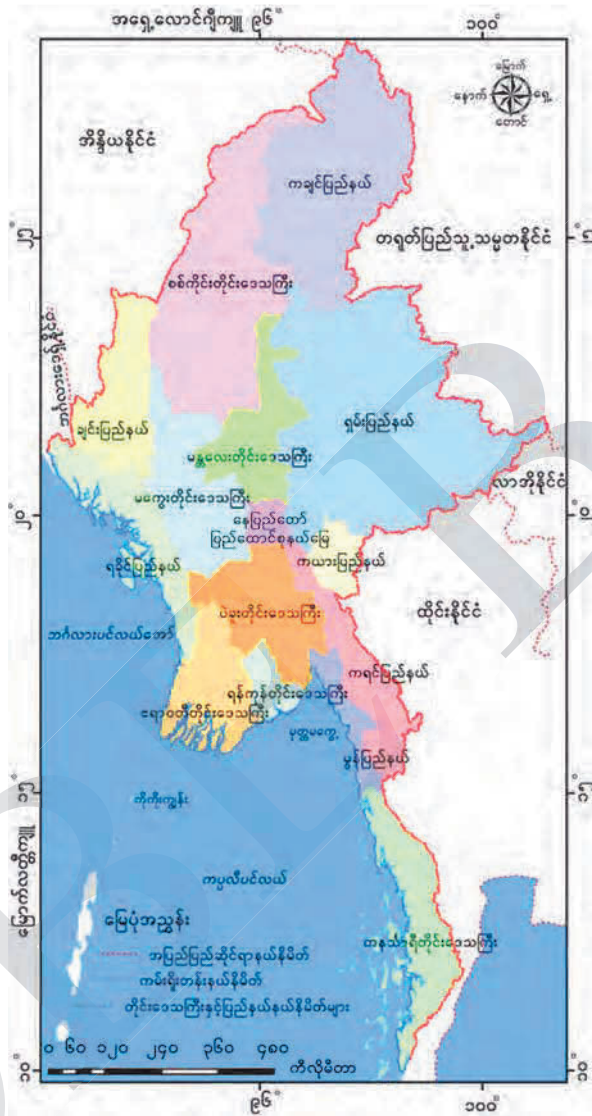 အရှေ့လောင်ဂျီကျူ ၉၆°
၁၀၀°
မြောက်
နောက်
ရှေ့
တောင်
အိန္ဒိယနိုင်ငံ
ကချင်ပြည်နယ်
၂၅°
၂၅°
တရုတ်ပြည်သူ့သမ္မတနိုင်ငံ
စစ်ကိုင်းတိုင်းဒေသကြီး
ဘင်္ဂလားဒေ့ရှ်နိုင်ငံ
ချင်းပြည်နယ်
ရှမ်းပြည်နယ်
မန္တလေးတိုင်းဒေသကြီး
လာအိုနိုင်ငံ
မကွေးတိုင်းဒေသကြီး
၂၀°
၂၀°
နေပြည်တော်
ပြည်ထောင်စုနယ်မြေ
ကယားပြည်နယ်
ရခိုင်ပြည်နယ်
ပဲခူးတိုင်းဒေသကြီး
ထိုင်းနိုင်ငံ
ဘင်္ဂလားပင်လယ်အော်
ကရင်ပြည်နယ်
ရန်ကုန်တိုင်းဒေသကြီး
ဧရာဝတီတိုင်းဒေသကြီး
မုတ္တမကွေ့
မွန်ပြည်နယ်
၁၅°
၁၅°
ကိုကိုးကျွန်း
မြောက်လတ္တီကျူ
ကပ္ပလီပင်လယ်
မြေပုံအညွှန်း
တနင်္သာရီတိုင်းဒေသကြီး
အပြည်ပြည်ဆိုင်ရာနယ်နိမိတ်
ကမ်းရိုးတန်းနယ်နိမိတ်
တိုင်းဒေသကြီးနှင့်ပြည်နယ်နယ်နိမိတ်များ
၀ ၆၀ ၁၂၀ ၂၄၀ ၃၆၀ ၄၈၀
ကီလိုမီတာ
၁၀°
၁၀°
၉၆°
၁၀၀°